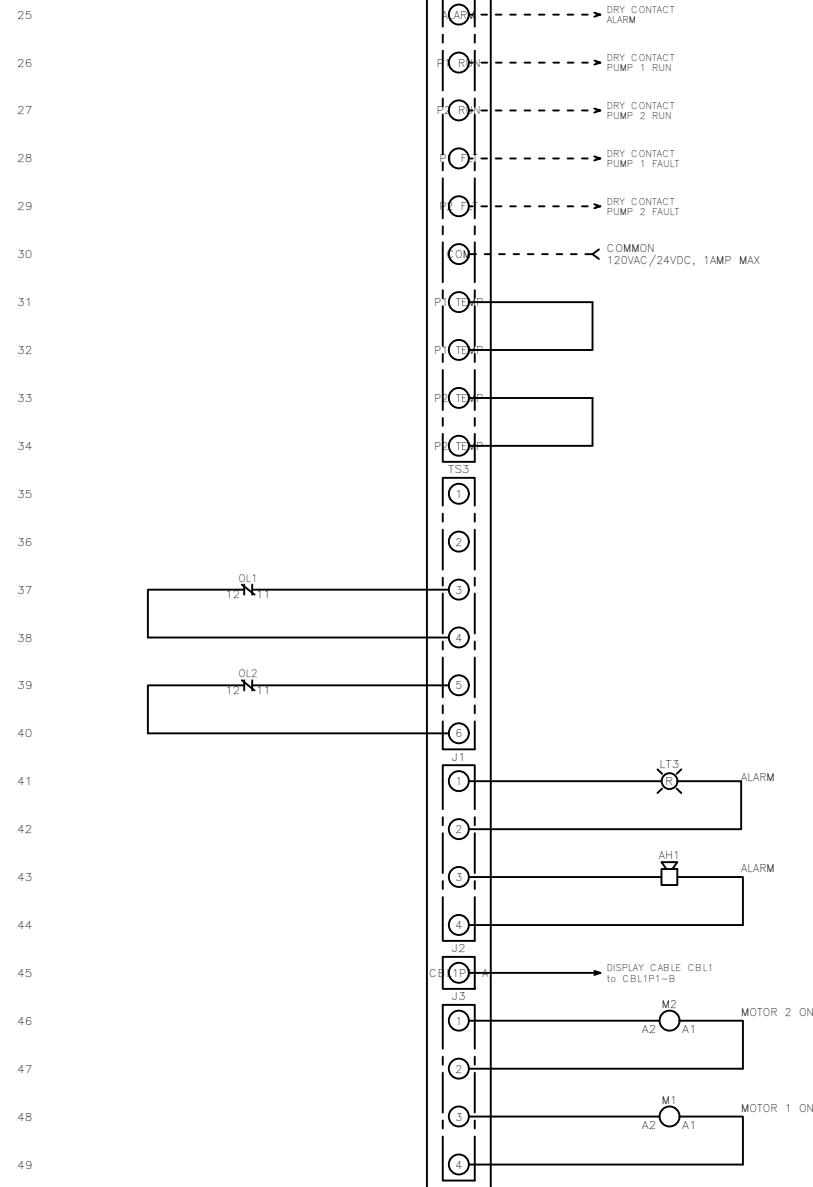 25
ALARM
DRY CONTACT
ALARM
26
P1 RUN
DRY CONTACT
PUMP 1 RUN
27
P2 RUN
DRY CONTACT
PUMP 2 RUN
28
P1 FLT
DRY CONTACT
PUMP 1 FAULT
29
P2 FLT
DRY CONTACT
PUMP 2 FAULT
30
COM
COMMON
120VAC/24VDC, 1AMP MAX
31
P1 TEMP
32
P1 TEMP
33
P2 TEMP
34
P2 TEMP
TS3
35
1
36
2
OL1
37
12 11
3
38
4
OL2
39
12 11
5
40
6
J1
LT3
41
1
R
ALARM
42
2
AH1
ALARM
43
3
44
4
J2
45
CBL1P1-A
DISPLAY CABLE CBL1
to CBL1P1-B
J3
M2
MOTOR 2 ON
46
1
A2 A1
47
2
M1
MOTOR 1 ON
48
3
A2 A1
49
4